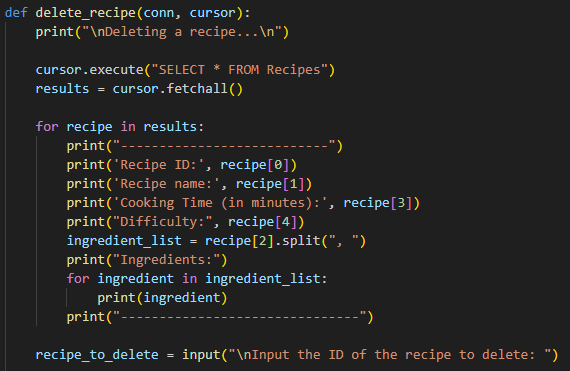 def delete_recipe(conn, cursor):
    print("\nDeleting a recipe...\n")

    cursor.execute("SELECT * FROM Recipes")
    results = cursor.fetchall()

    for recipe in results:
        print("---------------------------")
        print('Recipe ID:', recipe[0])
        print('Recipe name:', recipe[1])
        print('Cooking Time (in minutes):', recipe[3])
        print("Difficulty:", recipe[4])
        ingredient_list = recipe[2].split(", ")
        print("Ingredients:")
        for ingredient in ingredient_list:
            print(ingredient)
        print("-------------------------------")

    recipe_to_delete = input("\nInput the ID of the recipe to delete: ")